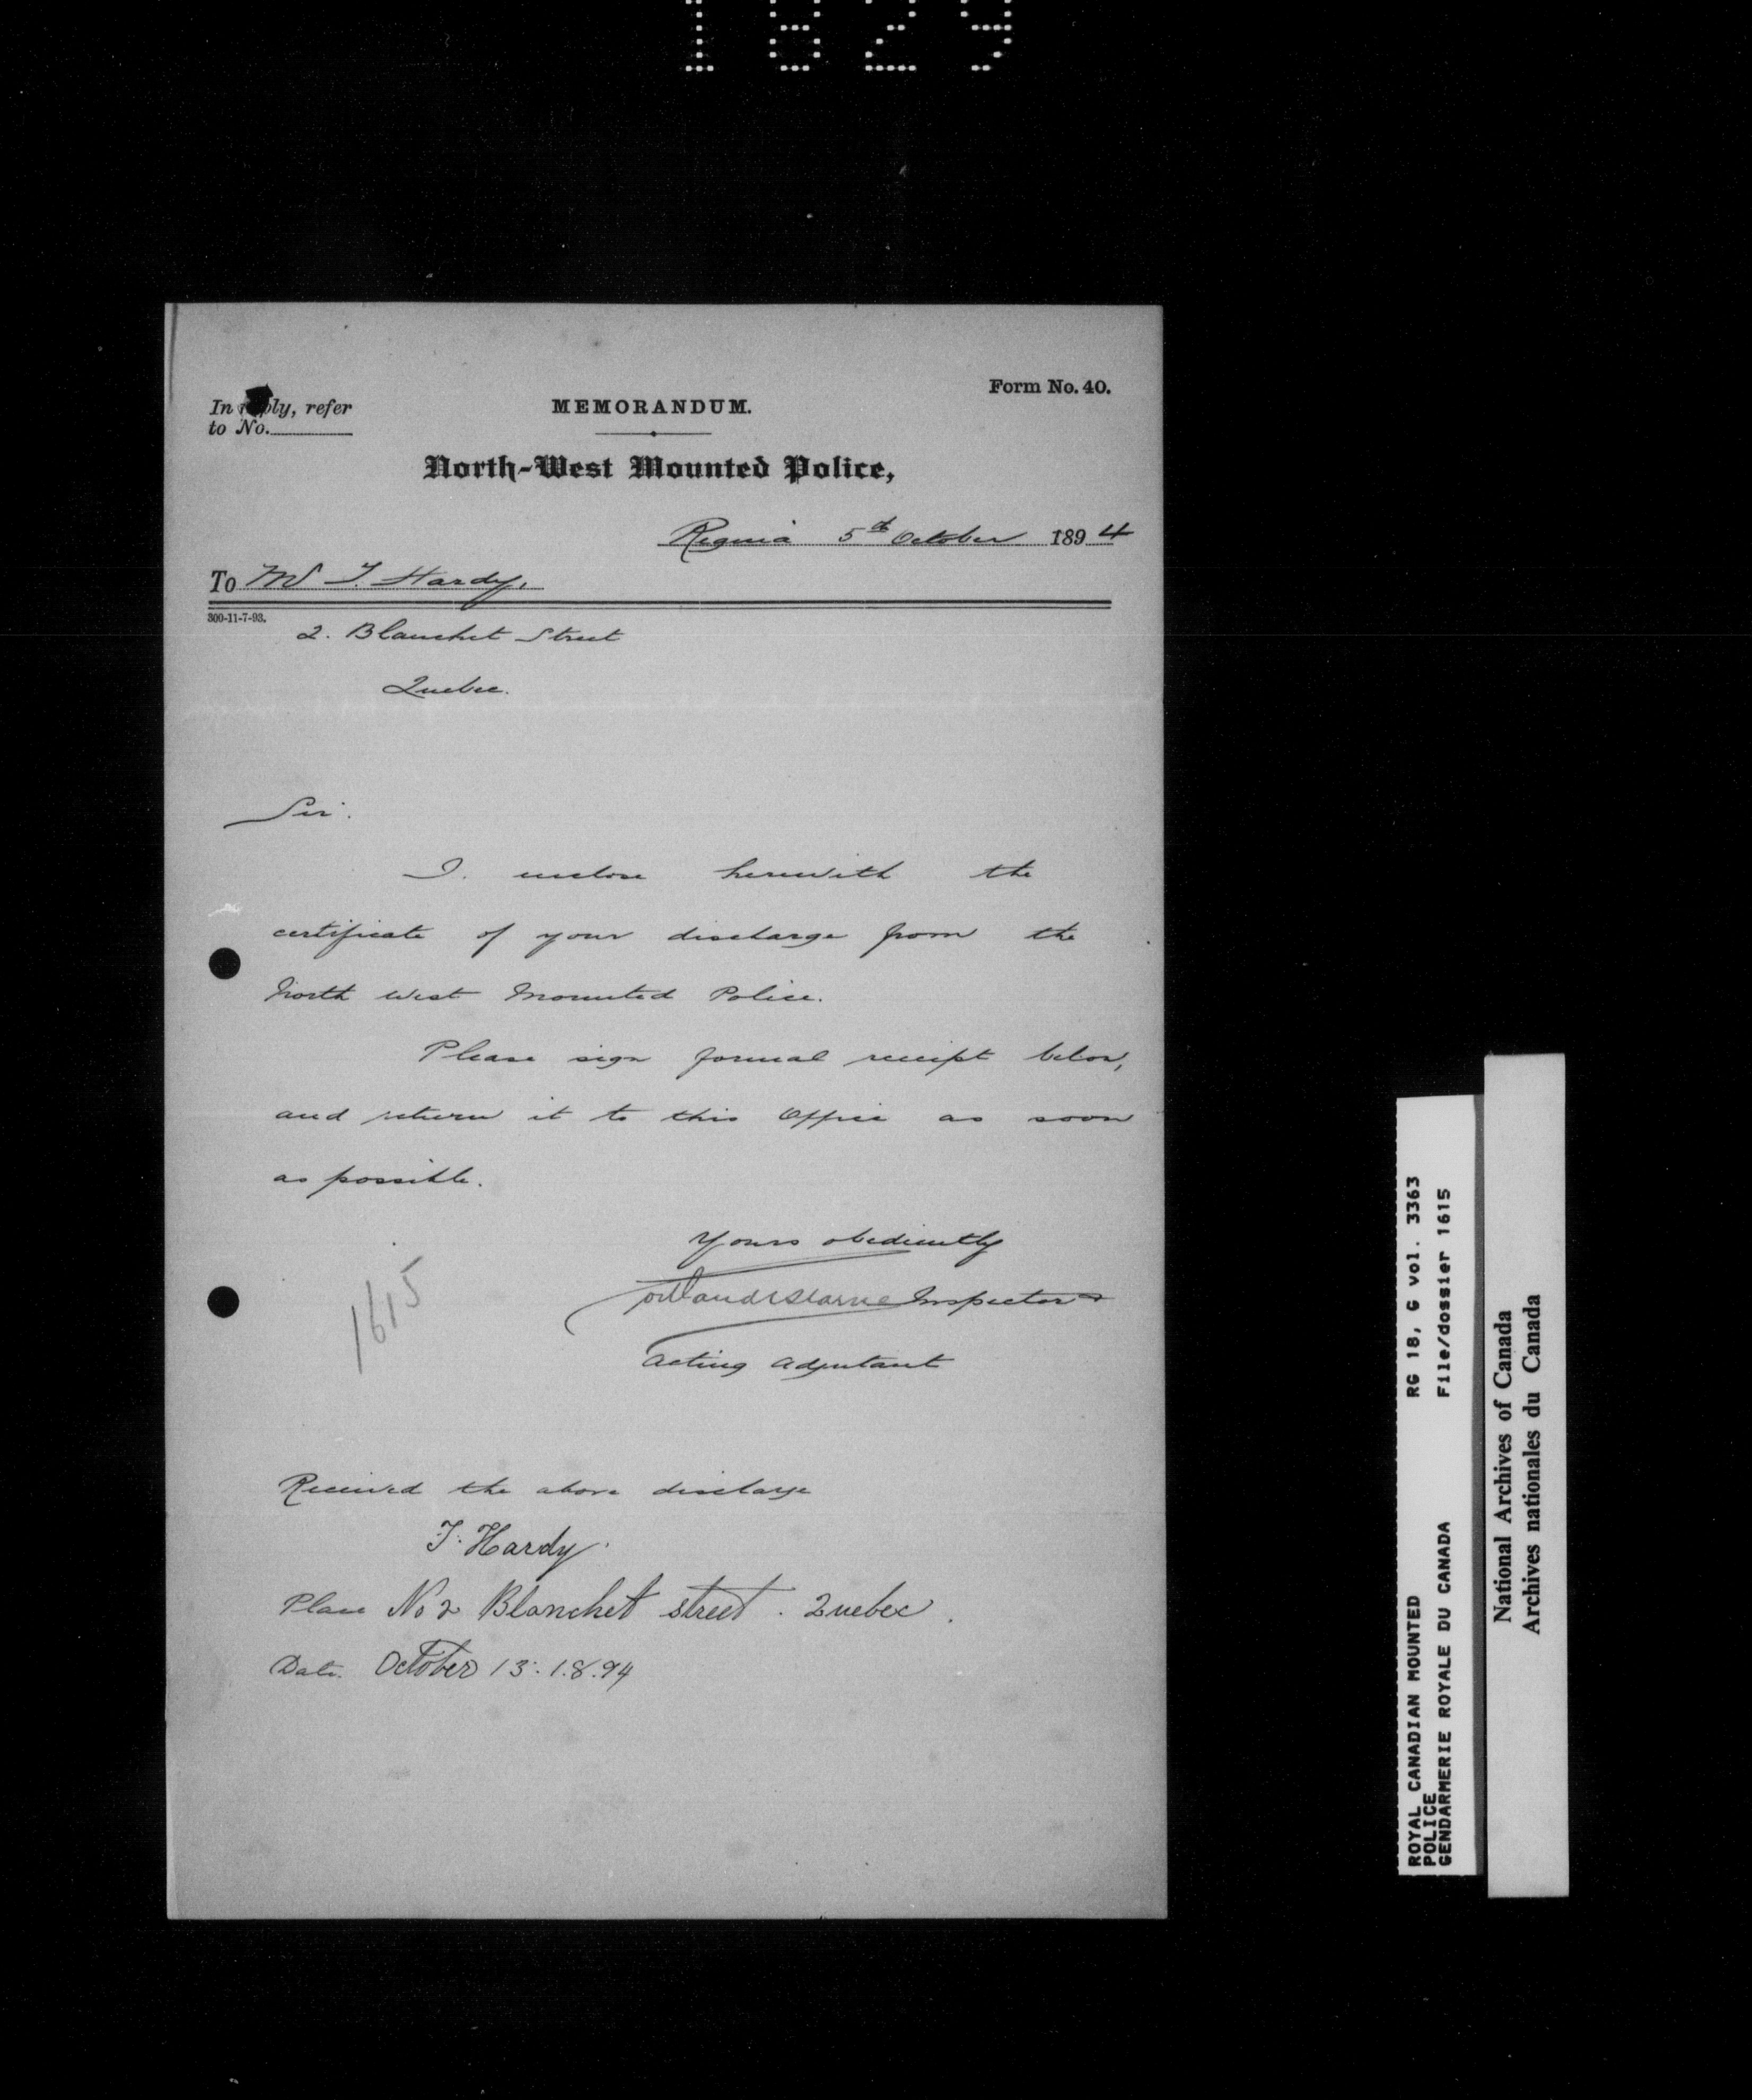 1829
Form No. 40.
In reply, refer
to No.
MEMORANDUM.
North-West Mounted Police,
Regina 5th October 1894
To Mr T. Hardy,
300-11-7-93.
2. Blanchet Street
Quebec.
Sir.
I. enclose herewith the
certificate of your discharge from the
North West Mounted Police.
Please sign formal receipt below,
and return it to this Office as soon
as possible.
Yours obediently
Inspector
Acting Adjutant
1615
Received the above discharge
T. Hardy.
Place No 2 Blanchet street. Quebec.
Date. October 13. 1.8.94
ROYAL CANADIAN MOUNTED RG 18, G vol. 3363
POLICE File/dossier 1615
GENDARMERIE ROYALE DU CANADA
National Archives of Canada
Archives nationales du Canada